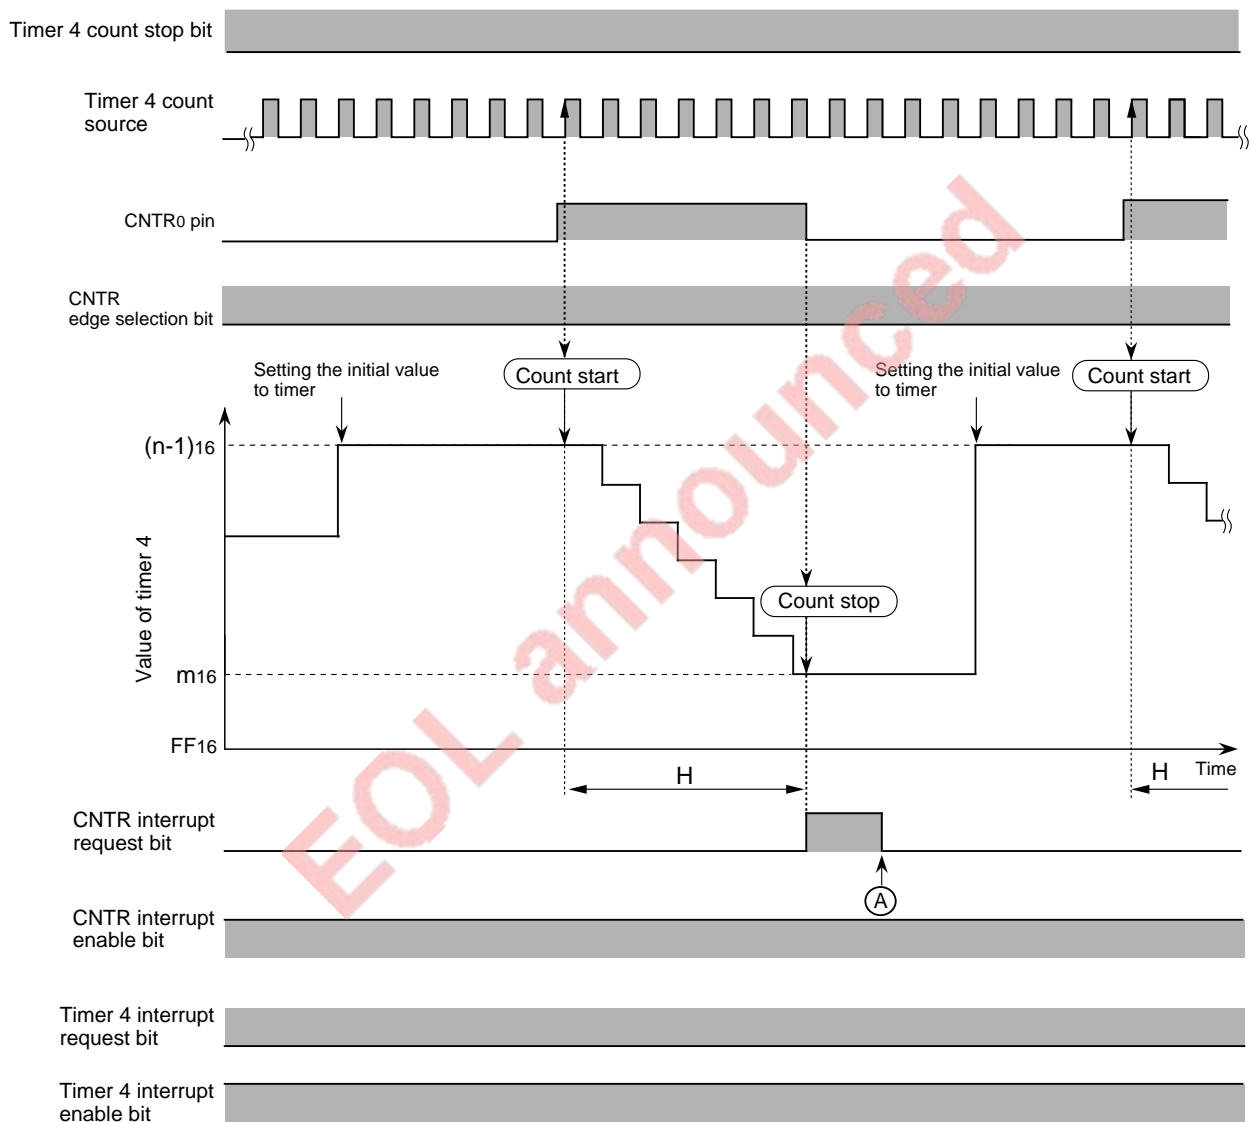 Timer 4 count stop bit
Timer 4 count
source
CNTR0 pin
CNTR
edge selection bit
Setting the initial value
to timer
Count start
Setting the initial value
to timer
Count start
(n-1)16
Value of timer 4
Count stop
m16
FF16
H
H
Time
CNTR interrupt
request bit
A
CNTR interrupt
enable bit
Timer 4 interrupt
request bit
Timer 4 interrupt
enable bit
EOL announced